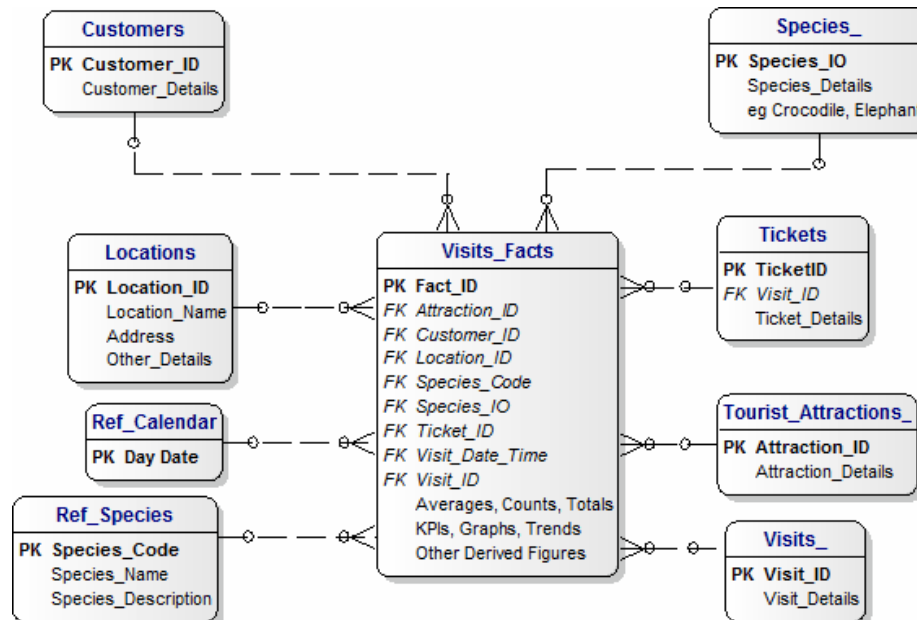 Customers
PK Customer_ID
Customer_Details
Species_
PK Species_IO
Species_Details
eg Crocodile, Elephan
Locations
PK Location_ID
Location_Name
Address
Other_Details
Visits_Facts
PK Fact_ID
FK Attraction_ID
FK Customer_ID
FK Location_ID
FK Species_Code
FK Species_IO
FK Ticket_ID
FK Visit_Date_Time
FK Visit_ID
Averages, Counts, Totals
KPIs, Graphs, Trends
Other Derived Figures
Tickets
PK TicketID
FK Visit_ID
Ticket_Details
Ref_Calendar
PK Day Date
Tourist_Attractions_
PK Attraction_ID
Attraction_Details
Ref_Species
PK Species_Code
Species_Name
Species_Description
Visits_
PK Visit_ID
Visit_Details